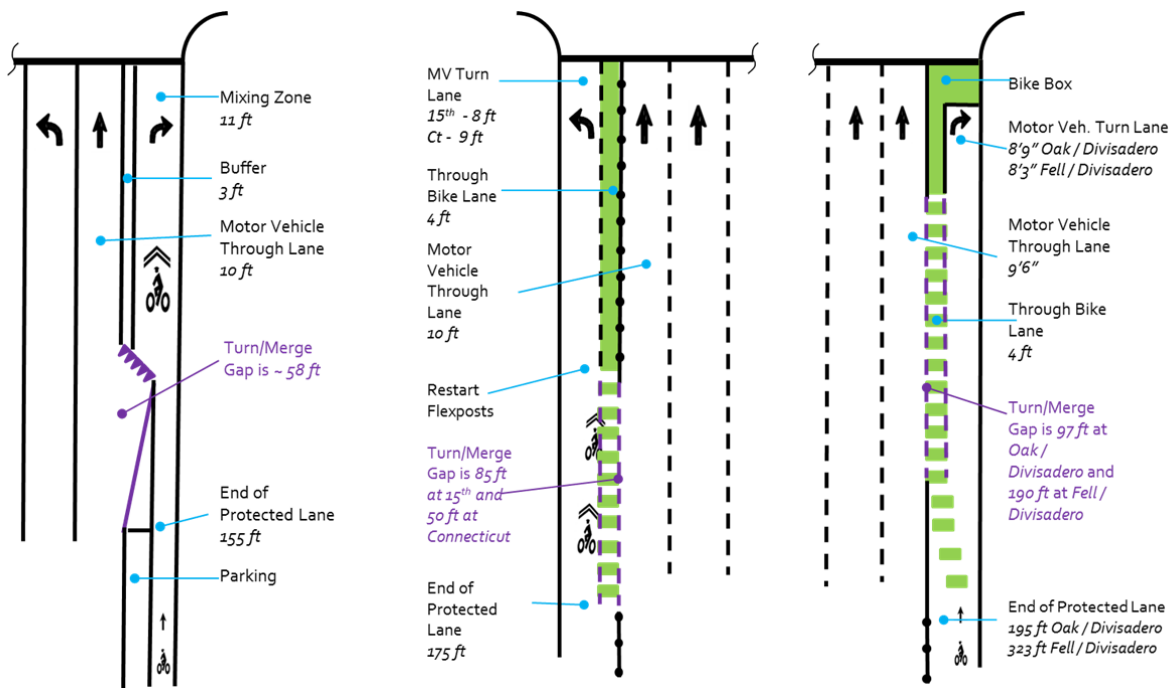 Mixing Zone
11 ft
Buffer
3 ft
Motor Vehicle
Through Lane
10 ft
Turn/Merge
Gap is ~ 58 ft
End of
Protected Lane
155 ft
Parking
MV Turn
Lane
15th - 8 ft
Ct - 9 ft
Through
Bike Lane
4 ft
Motor
Vehicle
Through
Lane
10 ft
Restart
Flexposts
Turn/Merge
Gap is 85 ft
at 15th and
50 ft at
Connecticut
End of
Protected
Lane
175 ft
Bike Box
Motor Veh. Turn Lane
8'9" Oak / Divisadero
8'3" Fell / Divisadero
Motor Vehicle
Through Lane
9'6"
Through Bike
Lane
4 ft
Turn/Merge
Gap is 97 ft at
Oak /
Divisadero and
190 ft at Fell /
Divisadero
End of Protected Lane
195 ft Oak / Divisadero
323 ft Fell / Divisadero